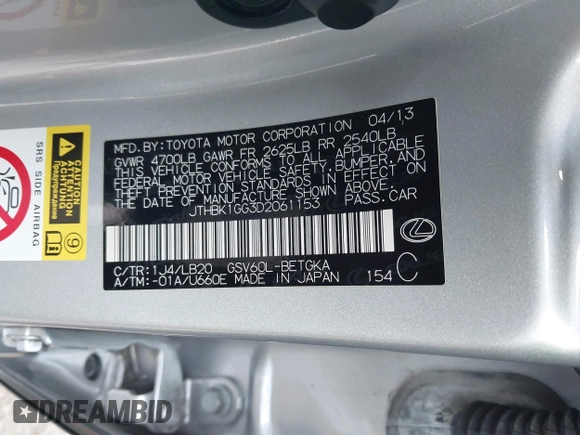 MFD.BY:TOYOTA MOTOR CORPORATION 04/13
GVWR 4700LB GAWR FR 2625LB RR 2540LB
THIS VEHICLE CONFORMS TO ALL APPLICABLE
FEDERAL MOTOR VEHICLE SAFETY, BUMPER, AND
THEFT PREVENTION STANDARDS IN EFFECT ON
THE DATE OF MANUFACTURE SHOWN ABOVE.
JTHBK1GG3D2061153 PASS.CAR
C/TR:1J4/LB20 GSV60L-BETGKA
A/TM:-01A/U660E MADE IN JAPAN 154 C
SRS SIDE AIRBAG
CAUTION
ATTENTION
9
DREAMBID